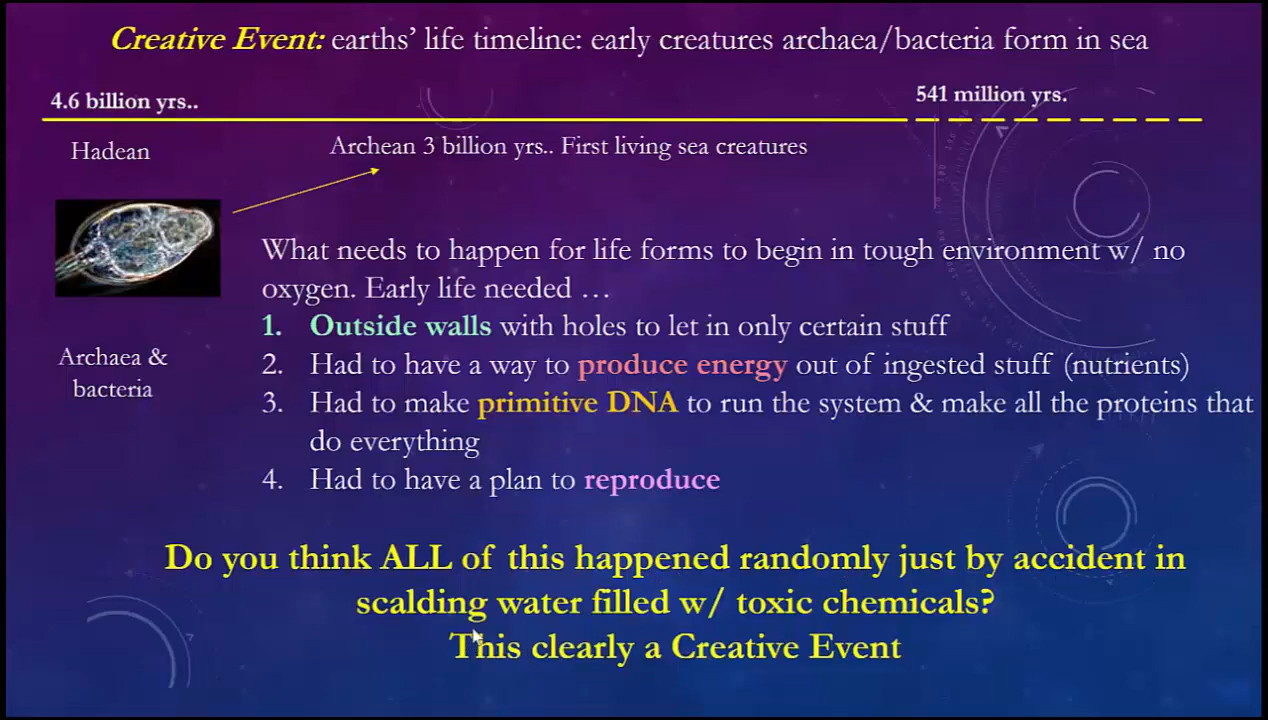 Creative Event: earths’ life timeline: early creatures archaea/bacteria form in sea
4.6 billion yrs..
541 million yrs.
Hadean
Archean 3 billion yrs.. First living sea creatures
What needs to happen for life forms to begin in tough environment w/ no
oxygen. Early life needed …
1. Outside walls with holes to let in only certain stuff
2. Had to have a way to produce energy out of ingested stuff (nutrients)
3. Had to make primitive DNA to run the system & make all the proteins that
do everything
4. Had to have a plan to reproduce
Archaea &
bacteria
Do you think ALL of this happened randomly just by accident in
scalding water filled w/ toxic chemicals?
This clearly a Creative Event